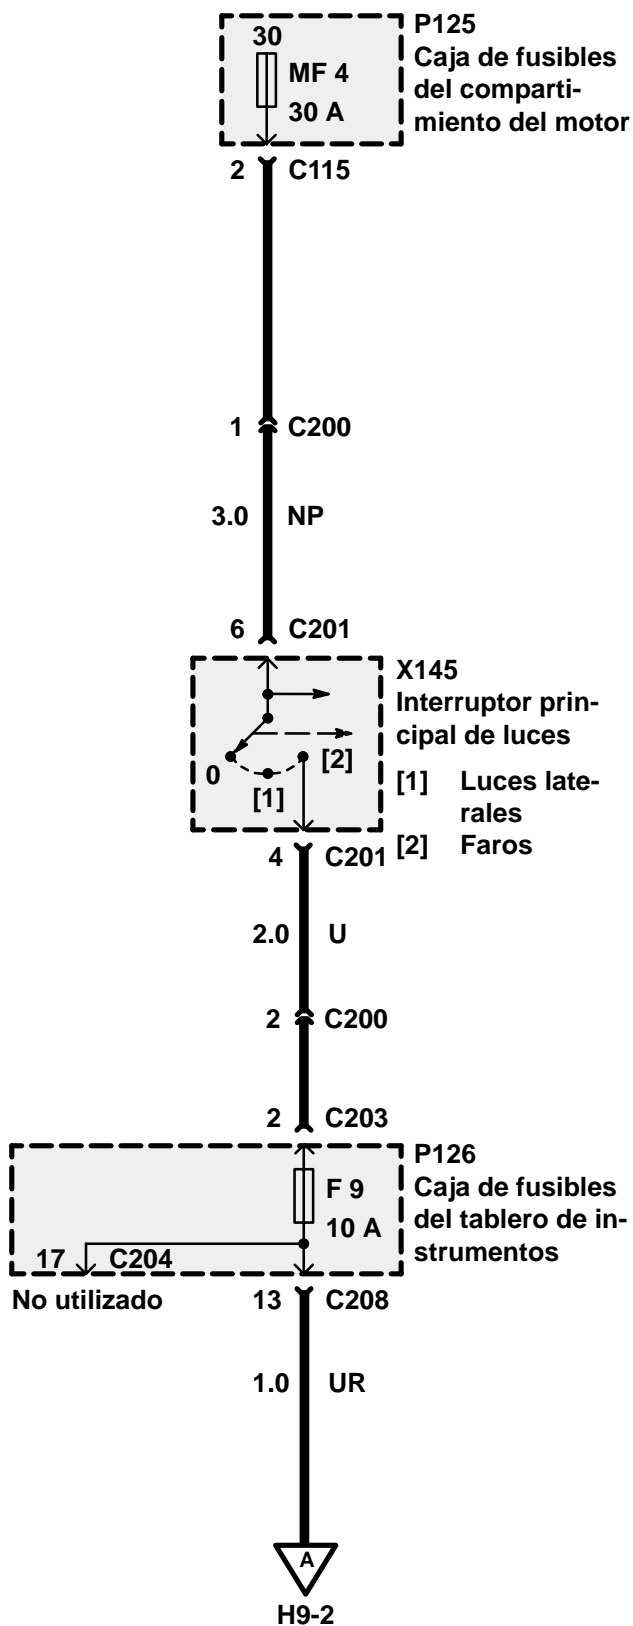 P125
Caja de fusibles
del comparti-
miento del motor
30
MF 4
30 A
2 C115
1 C200
3.0 NP
6 C201
X145
Interruptor prin-
cipal de luces
[1] Luces late-
rales
[2] Faros
0
[1]
[2]
4 C201
2.0 U
2 C200
2 C203
P126
Caja de fusibles
del tablero de in-
strumentos
F 9
10 A
17 C204
No utilizado
13 C208
1.0 UR
A
H9-2